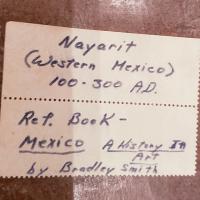 Nayarit
(Western Mexico)
100-300 A.D.
Ref. Book -
Mexico A History In
Art
by Bradley Smith